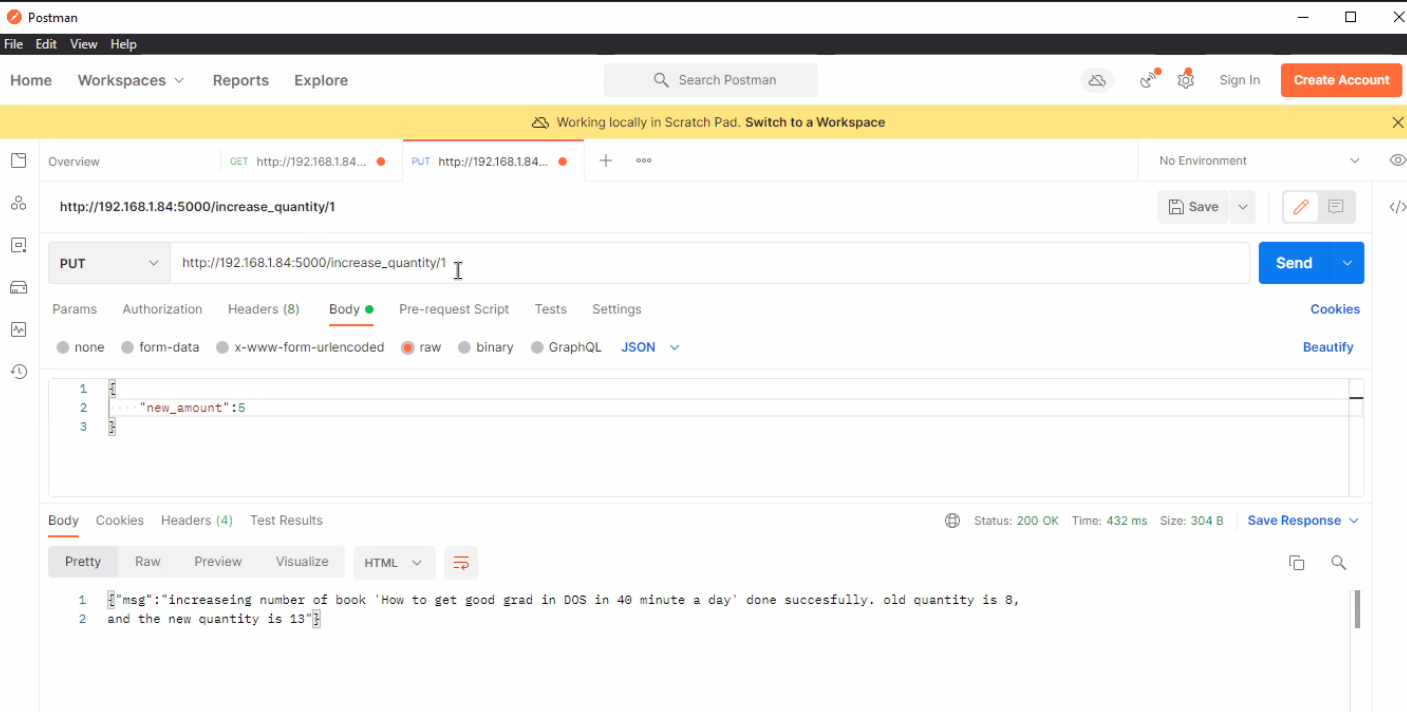 Postman
File Edit View Help
Home Workspaces Reports Explore Search Postman Sign In Create Account
Working locally in Scratch Pad. Switch to a Workspace
Overview GET http://192.168.1.84... PUT http://192.168.1.84... No Environment
http://192.168.1.84:5000/increase_quantity/1 Save
PUT http://192.168.1.84:5000/increase_quantity/1 Send
Params Authorization Headers (8) Body Pre-request Script Tests Settings Cookies
none form-data x-www-form-urlencoded raw binary GraphQL JSON Beautify
1 {
2 "new_amount":5
3 }
Body Cookies Headers (4) Test Results Status: 200 OK Time: 432 ms Size: 304 B Save Response
Pretty Raw Preview Visualize HTML
1 {"msg":"increaseing number of book 'How to get good grad in DOS in 40 minute a day' done succesfully. old quantity is 8,
2 and the new quantity is 13"}